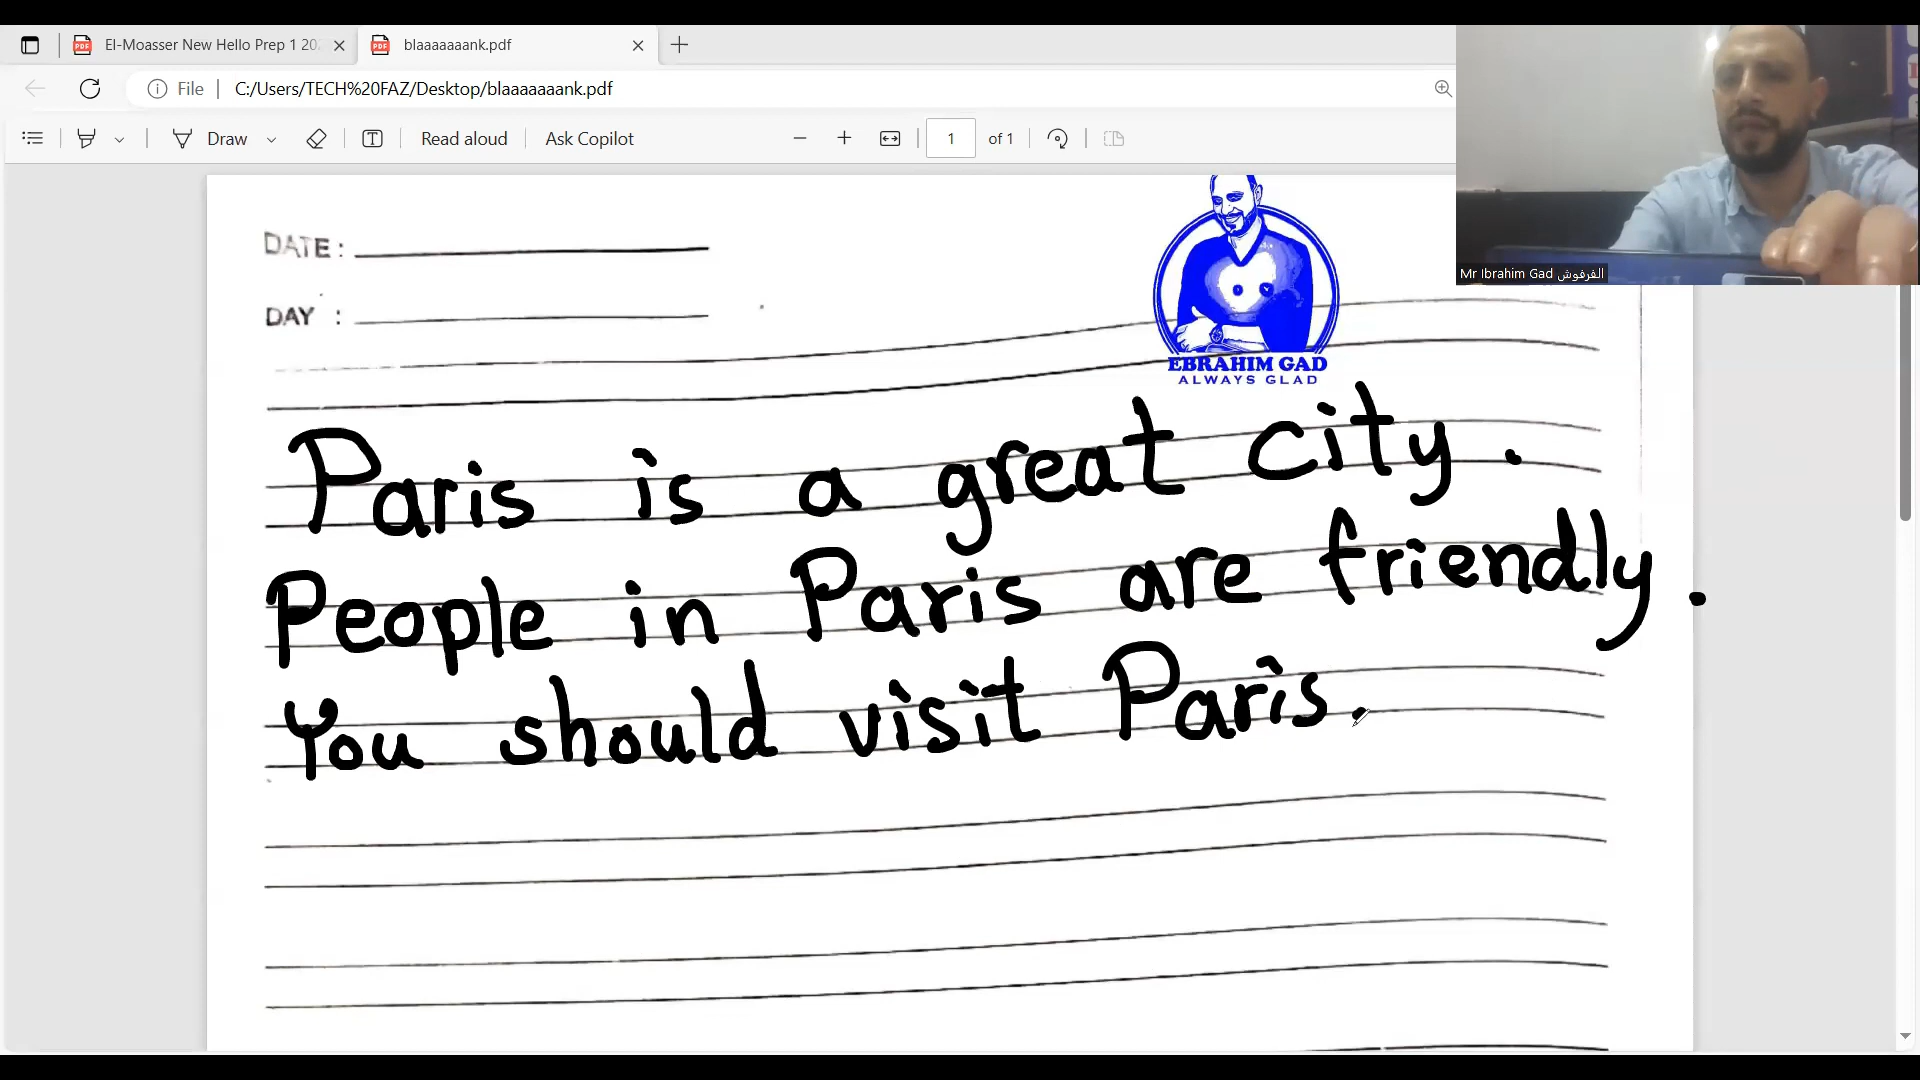 El-Moasser New Hello Prep 1 20
blaaaaaaank.pdf
File
C:/Users/TECH%20FAZ/Desktop/blaaaaaaank.pdf
Draw
Read aloud
Ask Copilot
1
of 1
Mr Ibrahim Gad الفرفوش
DATE :
DAY :
EBRAHIM GAD
ALWAYS GLAD
Paris is a great city.
People in Paris are friendly.
You should visit Paris.